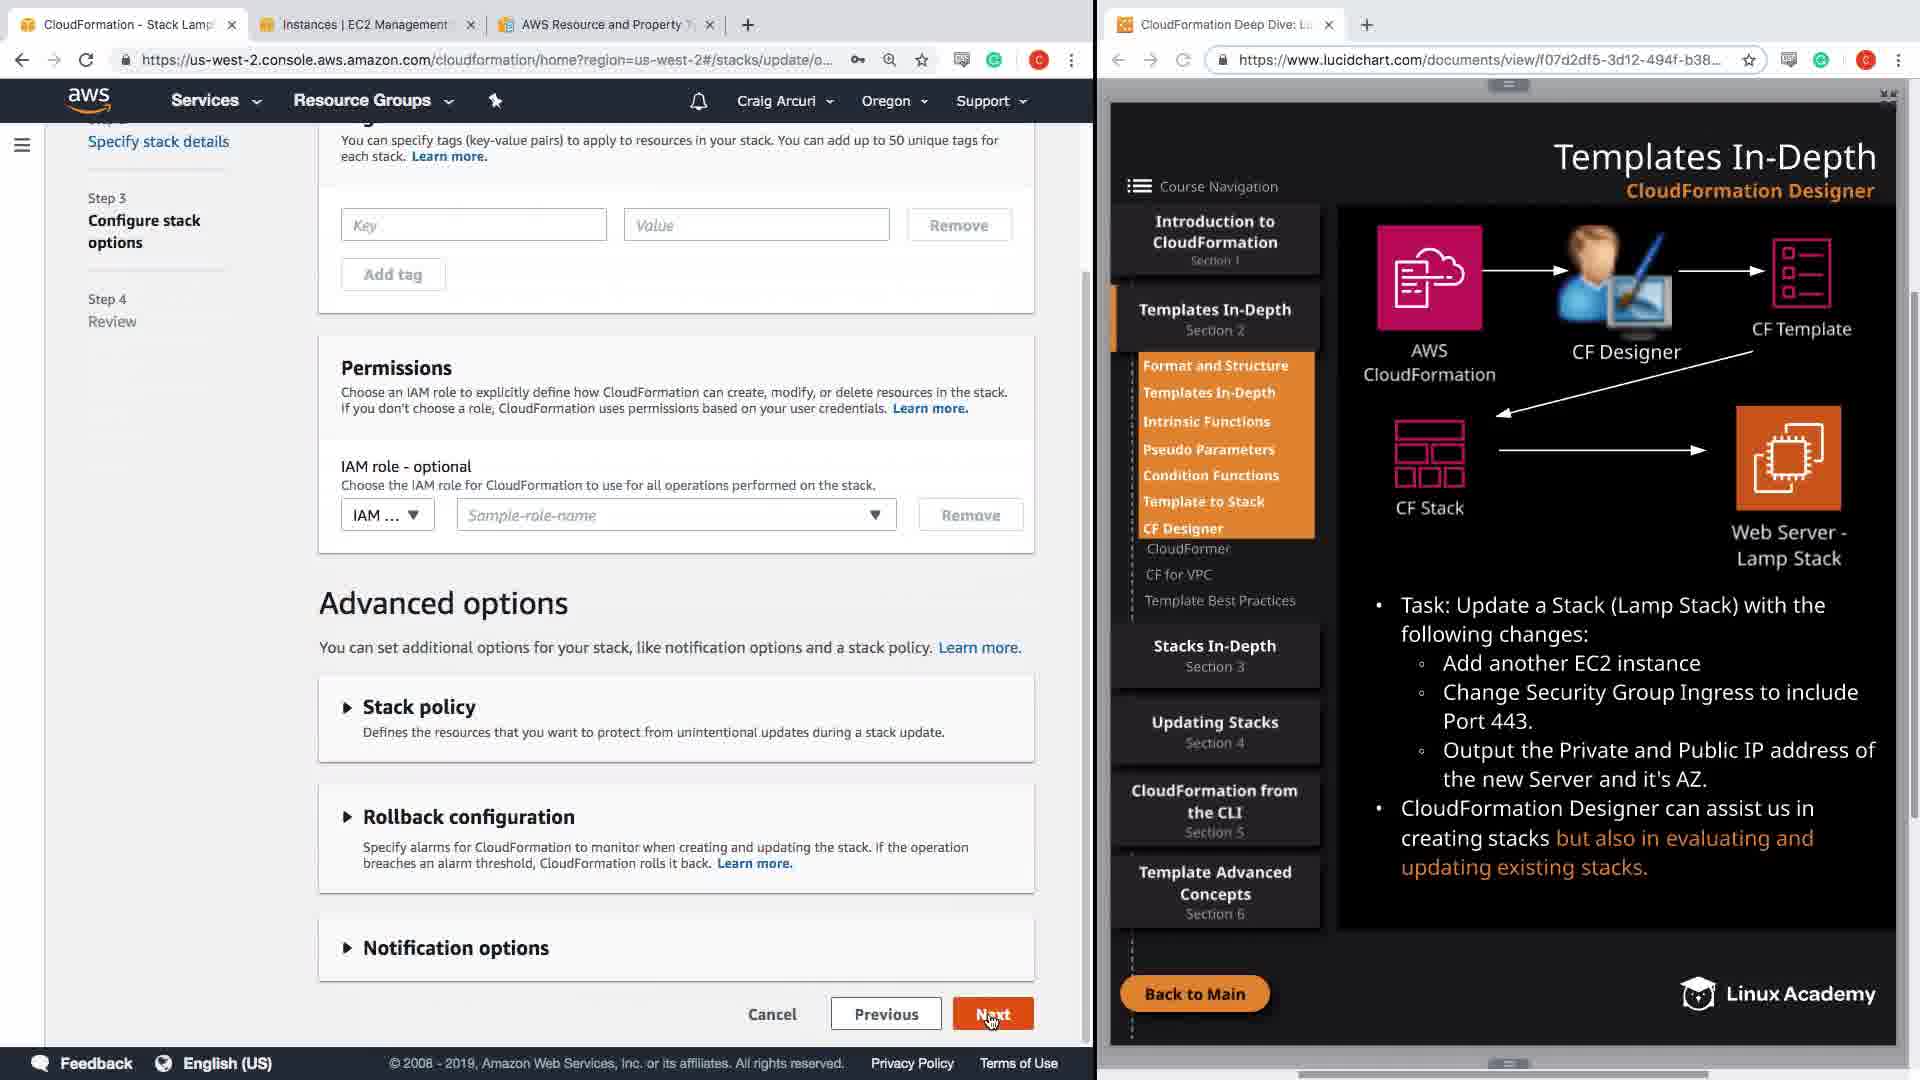 CloudFormation - Stack Lamp
Instances | EC2 Management
AWS Resource and Property T
CloudFormation Deep Dive: L
https://us-west-2.console.aws.amazon.com/cloudformation/home?region=us-west-2#/stacks/update/o...
https://www.lucidchart.com/documents/view/f07d2df5-3d12-494f-b38...
aws
Services
Resource Groups
Craig Arcuri
Oregon
Support
Specify stack details
Step 3
Configure stack
options
Step 4
Review
You can specify tags (key-value pairs) to apply to resources in your stack. You can add up to 50 unique tags for
each stack. Learn more.
Key
Value
Remove
Add tag
Permissions
Choose an IAM role to explicitly define how CloudFormation can create, modify, or delete resources in the stack.
If you don't choose a role, CloudFormation uses permissions based on your user credentials. Learn more.
IAM role - optional
Choose the IAM role for CloudFormation to use for all operations performed on the stack.
IAM ...
Sample-role-name
Remove
Advanced options
You can set additional options for your stack, like notification options and a stack policy. Learn more.
Stack policy
Defines the resources that you want to protect from unintentional updates during a stack update.
Rollback configuration
Specify alarms for CloudFormation to monitor when creating and updating the stack. If the operation
breaches an alarm threshold, CloudFormation rolls it back. Learn more.
Notification options
Cancel
Previous
Next
Feedback
English (US)
© 2008 - 2019, Amazon Web Services, Inc. or its affiliates. All rights reserved.
Privacy Policy
Terms of Use
Templates In-Depth
CloudFormation Designer
Course Navigation
Introduction to
CloudFormation
Section 1
Templates In-Depth
Section 2
Format and Structure
Templates In-Depth
Intrinsic Functions
Pseudo Parameters
Condition Functions
Template to Stack
CF Designer
CloudFormer
CF for VPC
Template Best Practices
Stacks In-Depth
Section 3
Updating Stacks
Section 4
CloudFormation from
the CLI
Section 5
Template Advanced
Concepts
Section 6
Back to Main
AWS
CloudFormation
CF Designer
CF Template
CF Stack
Web Server -
Lamp Stack
• Task: Update a Stack (Lamp Stack) with the
following changes:
◦ Add another EC2 instance
◦ Change Security Group Ingress to include
Port 443.
◦ Output the Private and Public IP address of
the new Server and it's AZ.
• CloudFormation Designer can assist us in
creating stacks but also in evaluating and
updating existing stacks.
Linux Academy